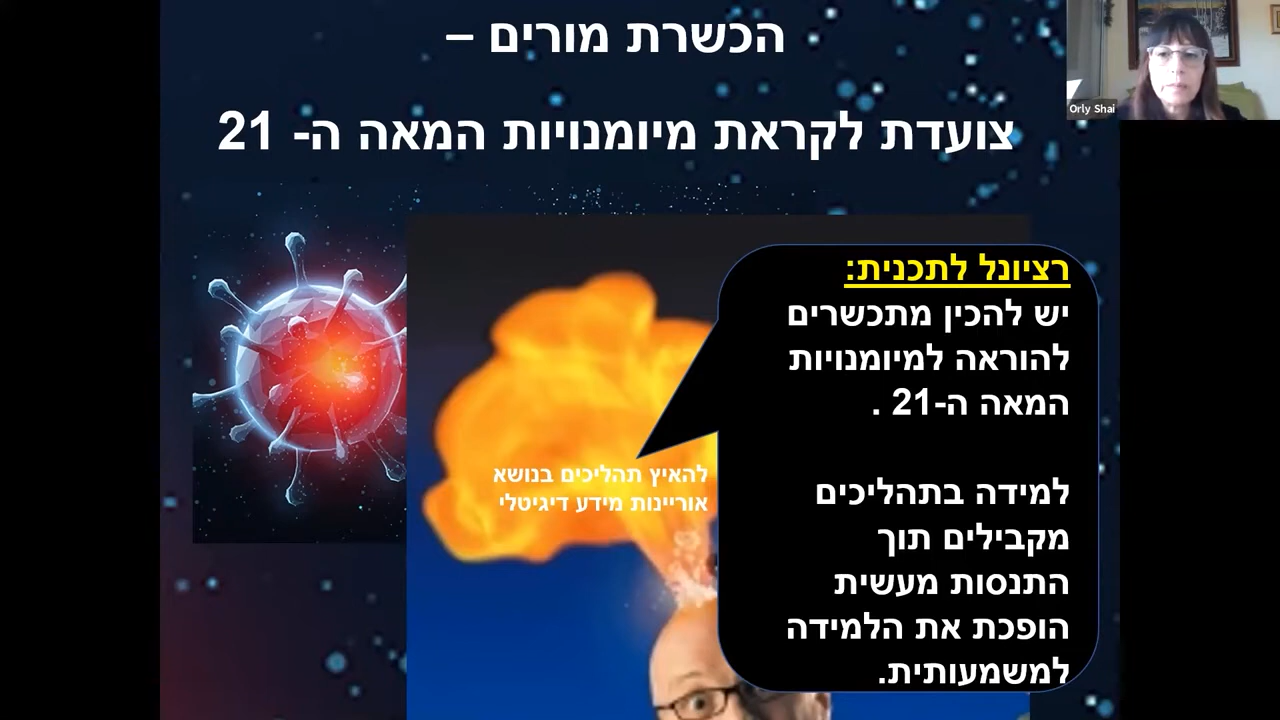 הכשרת מורים –
צועדת לקראת מיומנויות המאה ה- 21
Orly Shai
רציונל לתכנית:
יש להכין מתכשרים
להוראה למיומנויות
המאה ה-21 .
למידה בתהליכים
מקבילים תוך
התנסות מעשית
הופכת את הלמידה
למשמעותית.
להאיץ תהליכים בנושא
אוריינות מידע דיגיטלי